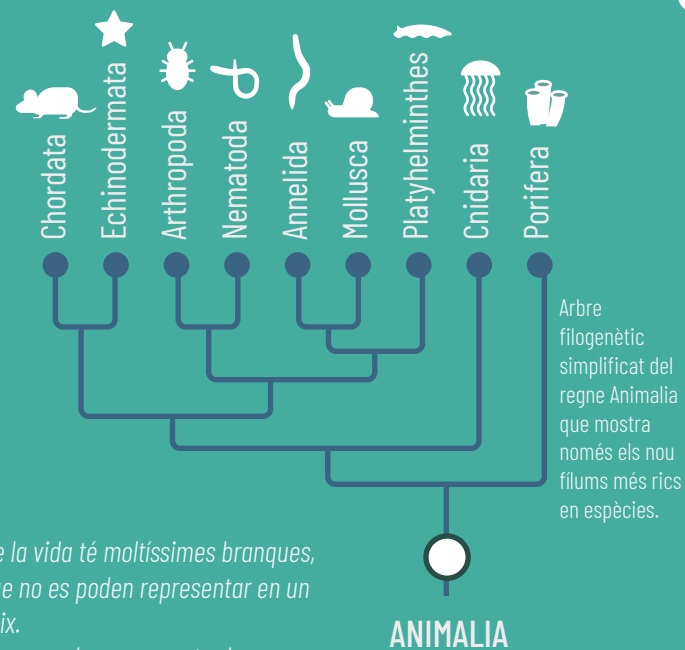 Chordata
Echinodermata
Arthropoda
Nematoda
Annelida
Mollusca
Platyhelminthes
Cnidaria
Porifera
Arbre
filogenètic
simplificat del
regne Animalia
que mostra
només els nou
fílums més rics
en espècies.
la vida té moltíssimes branques,
no es poden representar en un
ANIMALIA